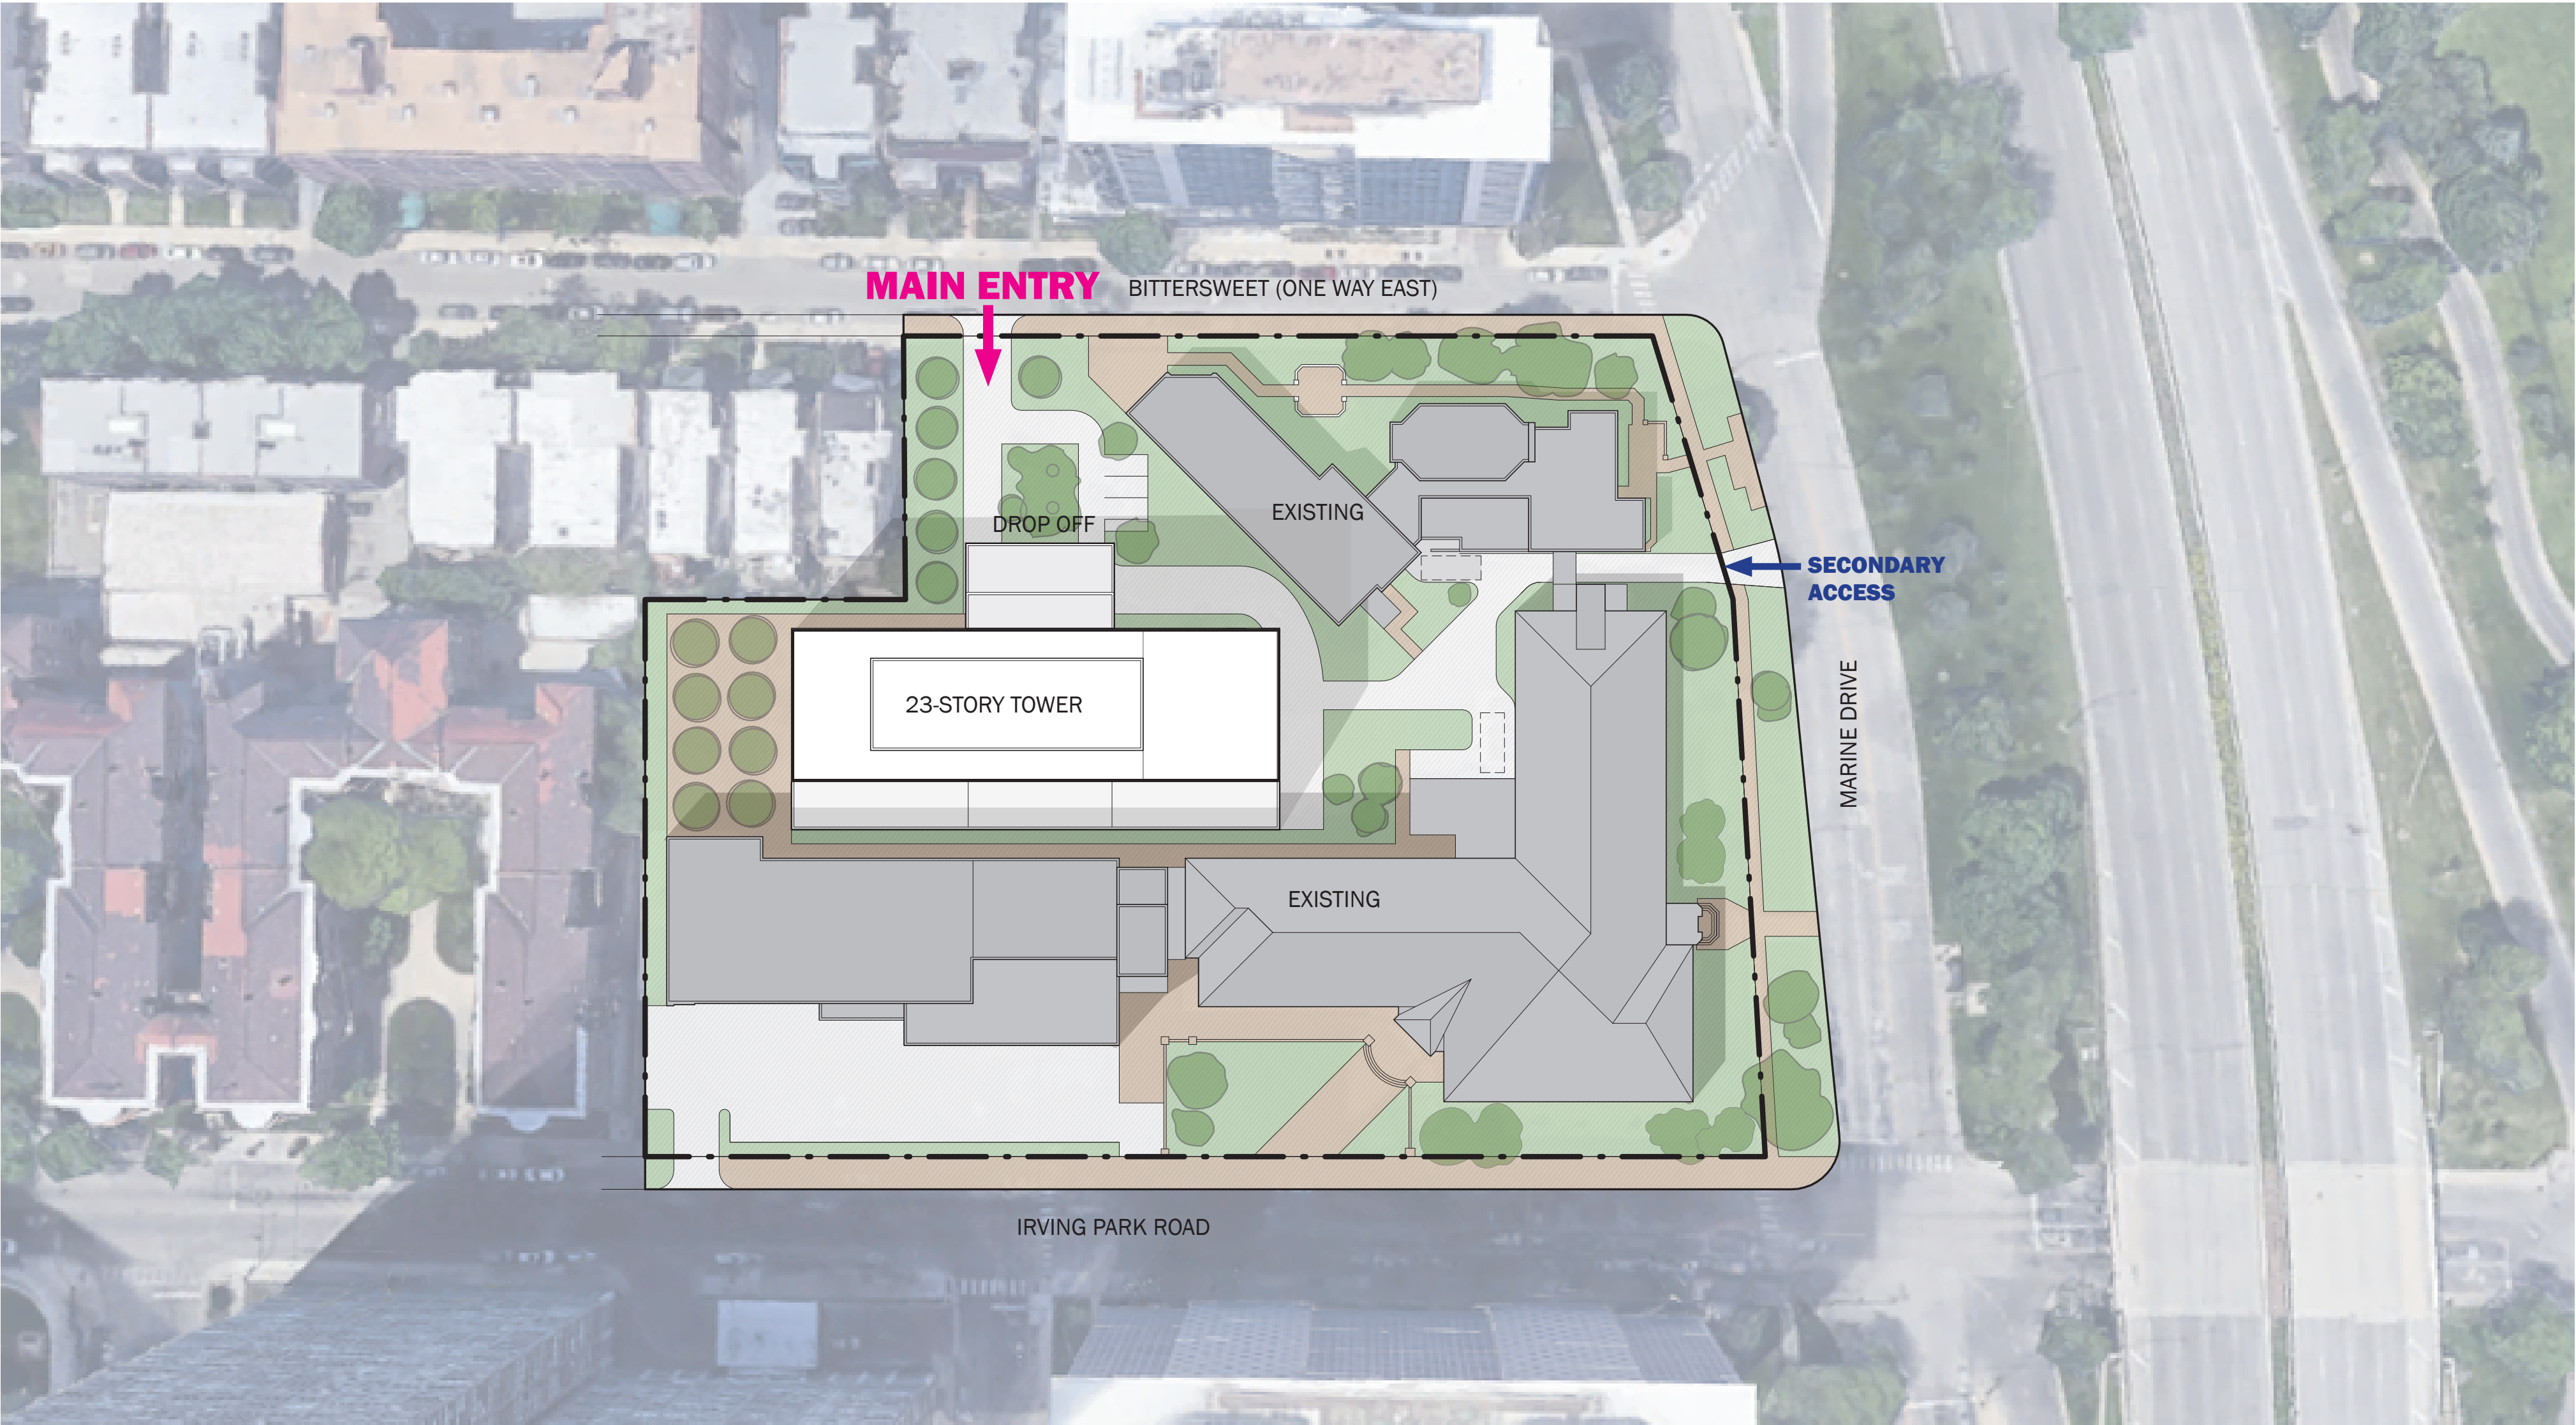 MAIN ENTRY
BITTERSWEET (ONE WAY EAST)
EXISTING
DROP OFF
SECONDARY
ACCESS
23-STORY TOWER
MARINE DRIVE
EXISTING
IRVING PARK ROAD